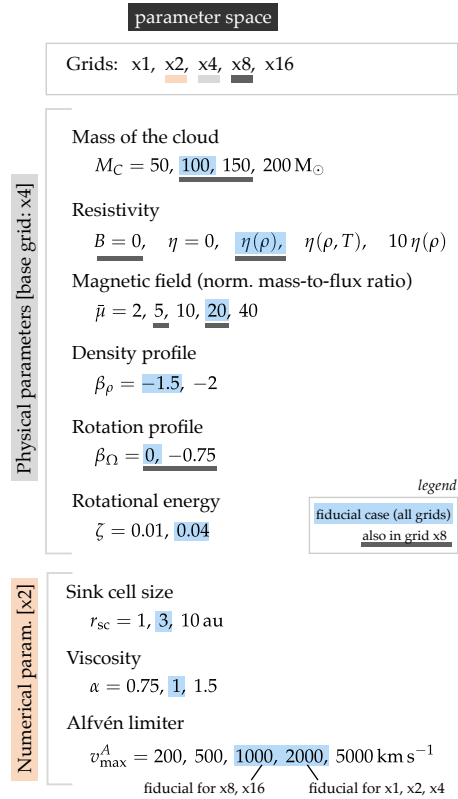 parameter space
Grids: x1, x2, x4, x8, x16
Physical parameters [base grid: x4]
Mass of the cloud
M_C = 50, 100, 150, 200 M_⊙
Resistivity
B = 0, η = 0, η(ρ), η(ρ, T), 10 η(ρ)
Magnetic field (norm. mass-to-flux ratio)
μ̄ = 2, 5, 10, 20, 40
Density profile
β_ρ = −1.5, −2
Rotation profile
β_Ω = 0, −0.75
Rotational energy
ζ = 0.01, 0.04
legend
fiducial case (all grids)
also in grid x8
Numerical param. [x2]
Sink cell size
r_sc = 1, 3, 10 au
Viscosity
α = 0.75, 1, 1.5
Alfvén limiter
v^A_max = 200, 500, 1000, 2000, 5000 km s⁻¹
fiducial for x8, x16 fiducial for x1, x2, x4